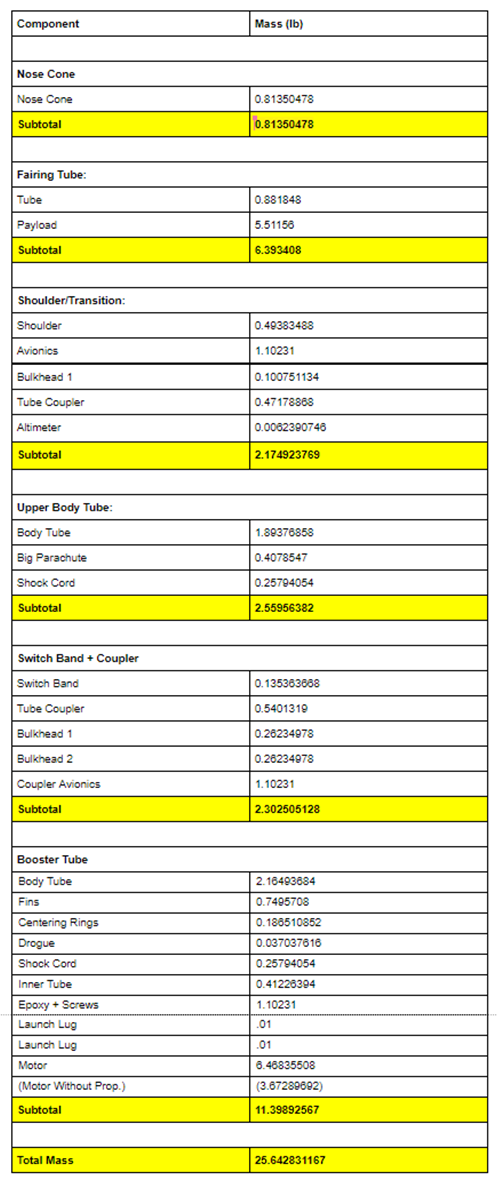 Component Mass (lb)
Nose Cone
Nose Cone 0.81350478
Subtotal 0.81350478
Fairing Tube:
Tube 0.881848
Payload 5.51156
Subtotal 6.393408
Shoulder/Transition:
Shoulder 0.49383488
Avionics 1.10231
Bulkhead 1 0.100751134
Tube Coupler 0.47178868
Altimeter 0.0062390746
Subtotal 2.174923769
Upper Body Tube:
Body Tube 1.89376858
Big Parachute 0.4078547
Shock Cord 0.25794054
Subtotal 2.55956382
Switch Band + Coupler
Switch Band 0.135363668
Tube Coupler 0.5401319
Bulkhead 1 0.26234978
Bulkhead 2 0.26234978
Coupler Avionics 1.10231
Subtotal 2.302505128
Booster Tube
Body Tube 2.16493684
Fins 0.7495708
Centering Rings 0.186510852
Drogue 0.037037616
Shock Cord 0.25794054
Inner Tube 0.41226394
Epoxy + Screws 1.10231
Launch Lug .01
Launch Lug .01
Motor 6.46835508
(Motor Without Prop.) (3.67289692)
Subtotal 11.39892567
Total Mass 25.642831167